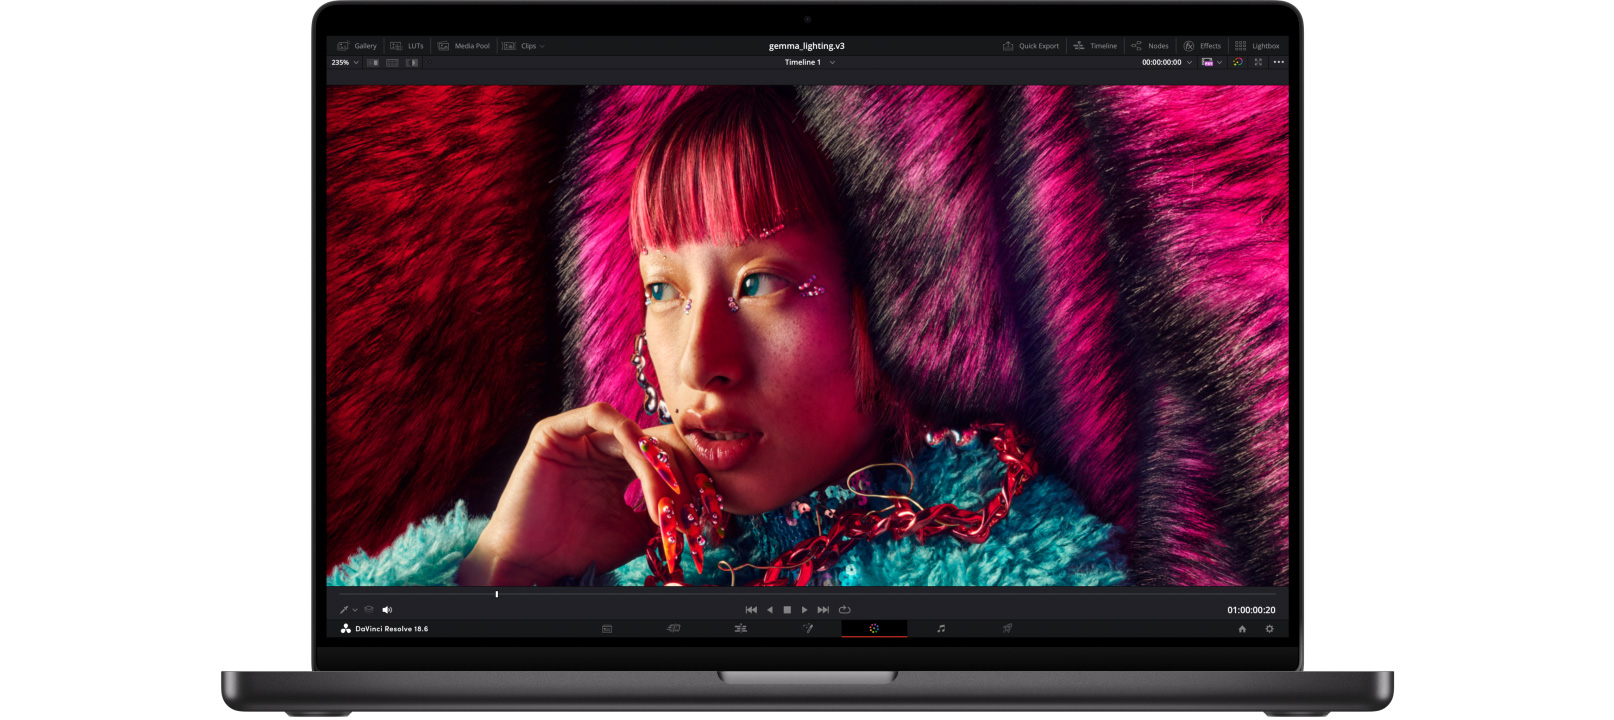 Gallery LUTs Media Pool Clips gemma_lighting.v3 Quick Export Timeline Nodes Effects Lightbox
235% Timeline 1 00:00:00:00
01:00:00:20
DaVinci Resolve 18.6